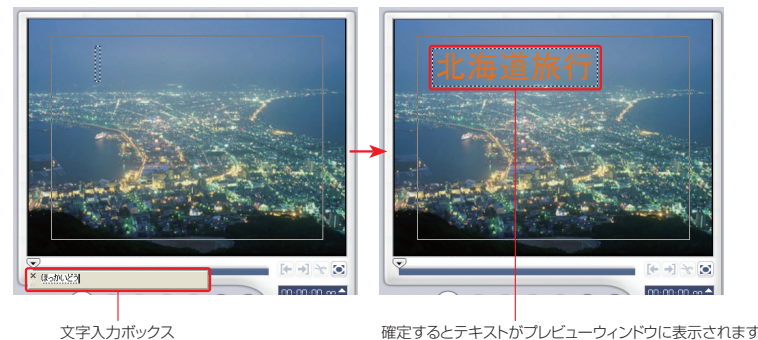 北海道旅行
× ほっかいどう
00:00:00
00:00:00
文字入力ボックス
確定するとテキストがプレビューウィンドウに表示されます